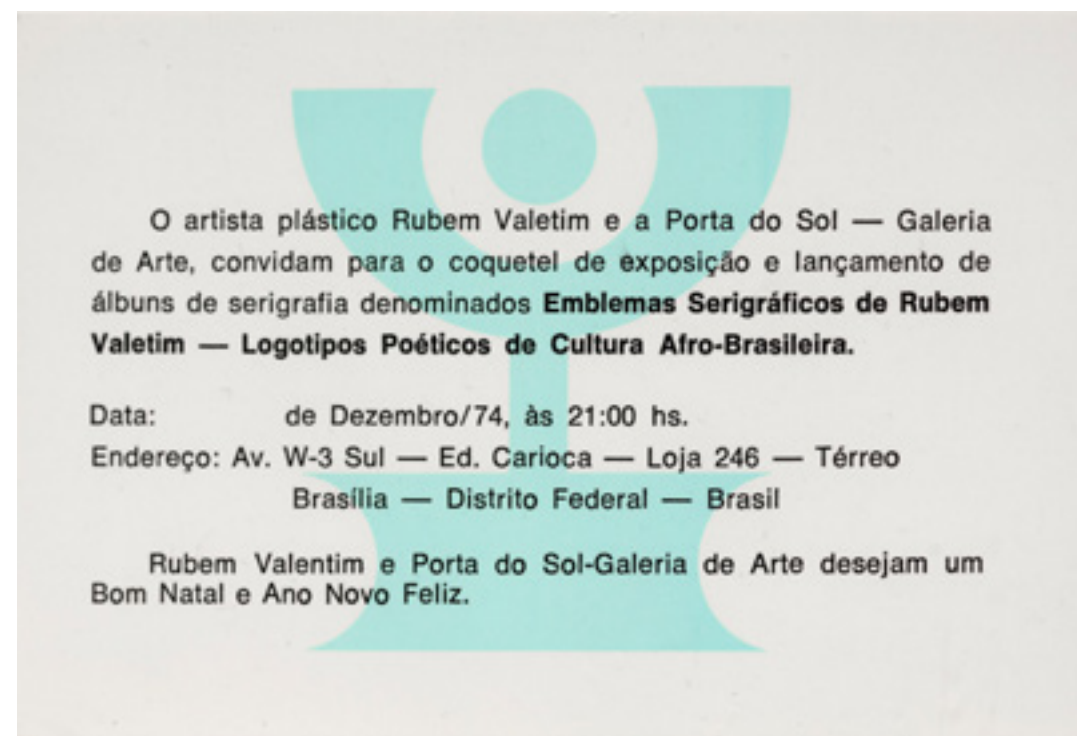 O artista plástico Rubem Valetim e a Porta do Sol — Galeria
de Arte, convidam para o coquetel de exposição e lançamento de
álbuns de serigrafia denominados Emblemas Serigráficos de Rubem
Valetim — Logotipos Poéticos de Cultura Afro-Brasileira.
Data: de Dezembro/74, às 21:00 hs.
Endereço: Av. W-3 Sul — Ed. Carioca — Loja 246 — Térreo
Brasília — Distrito Federal — Brasil
Rubem Valentim e Porta do Sol-Galeria de Arte desejam um
Bom Natal e Ano Novo Feliz.